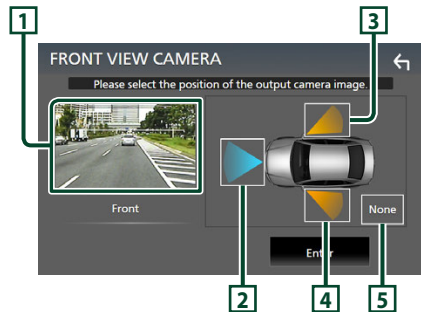 1
3
FRONT VIEW CAMERA
Please select the position of the output camera image.
Front
None
Enter
2
4
5